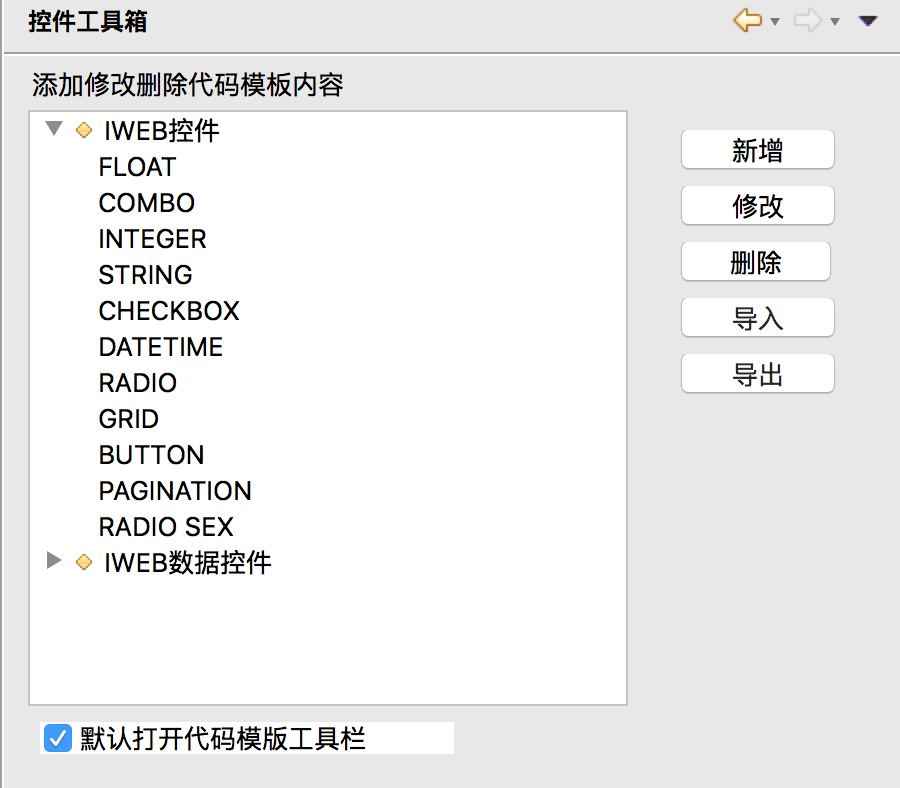 控件工具箱
添加修改删除代码模板内容
IWEB控件
FLOAT
COMBO
INTEGER
STRING
CHECKBOX
DATETIME
RADIO
GRID
BUTTON
PAGINATION
RADIO SEX
IWEB数据控件
新增
修改
删除
导入
导出
默认打开代码模版工具栏